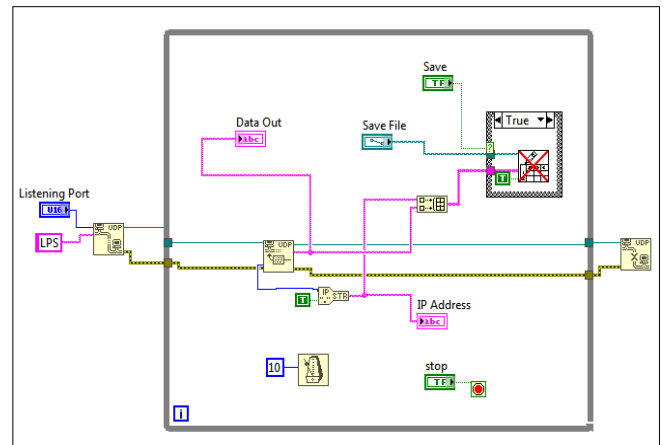 Save
TF
True
Data Out
abc
Save File
?
T
Listening Port
U16
UDP
LPS
UDP
UDP
IP
STR
T
IP Address
abc
10
stop
TF
i